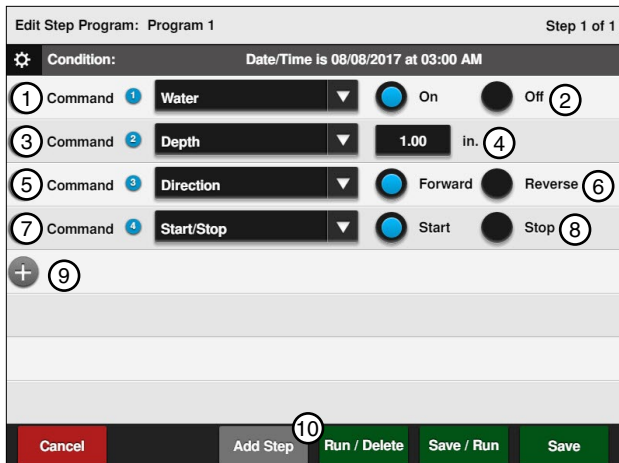 Edit Step Program: Program 1 Step 1 of 1
Condition: Date/Time is 08/08/2017 at 03:00 AM
1 Command 1 Water On Off 2
3 Command 2 Depth 1.00 in. 4
5 Command 3 Direction Forward Reverse 6
7 Command 4 Start/Stop Start Stop 8
+ 9
10
Cancel Add Step Run / Delete Save / Run Save